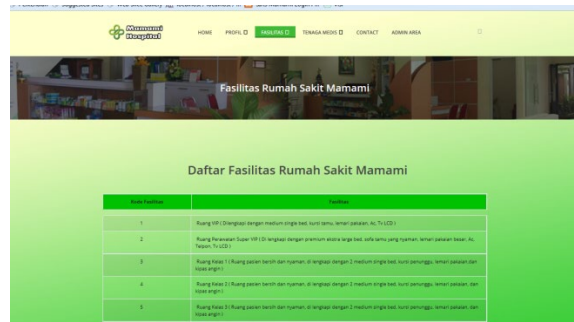 Mamami
Hospital
HOME PROFIL FASILITAS TENAGA MEDIS CONTACT ADMIN AREA
Fasilitas Rumah Sakit Mamami
Daftar Fasilitas Rumah Sakit Mamami
Kode Fasilitas Fasilitas
1 Ruang VIP ( Dilengkapi dengan medium single bed, kursi tamu, lemari pakaian, Ac, Tv LCD )
2 Ruang Perawatan Super VIP ( Di lengkapi dengan premium ekstra large bed, sofa tamu yang nyaman, lemari pakaian besar, Ac,
Telpon, Tv LCD )
3 Ruang Kelas 1 ( Ruang pasien bersih dan nyaman, di lengkapi dengan 2 medium single bed, kursi penunggu, lemari pakaian dan
kipas angin )
4 Ruang Kelas 2 ( Ruang pasien bersih dan nyaman, di lengkapi dengan 2 medium single bed, kursi penunggu, lemari pakaian, dan
kipas angin )
5 Ruang Kelas 3 ( Ruang pasien bersih dan nyaman, di lengkapi dengan 2 medium single bed, kursi penunggu, lemari pakaian, dan
kipas angin )